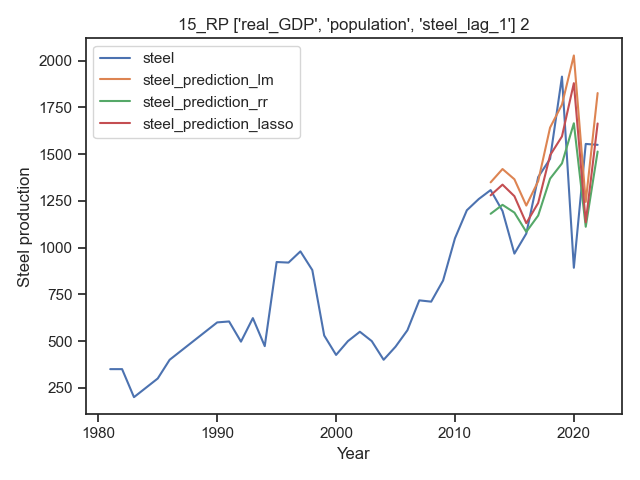 15_RP ['real_GDP', 'population', 'steel_lag_1'] 2
steel
steel_prediction_lm
steel_prediction_rr
steel_prediction_lasso
Steel production
2000
1750
1500
1250
1000
750
500
250
1980
1990
2000
2010
2020
Year